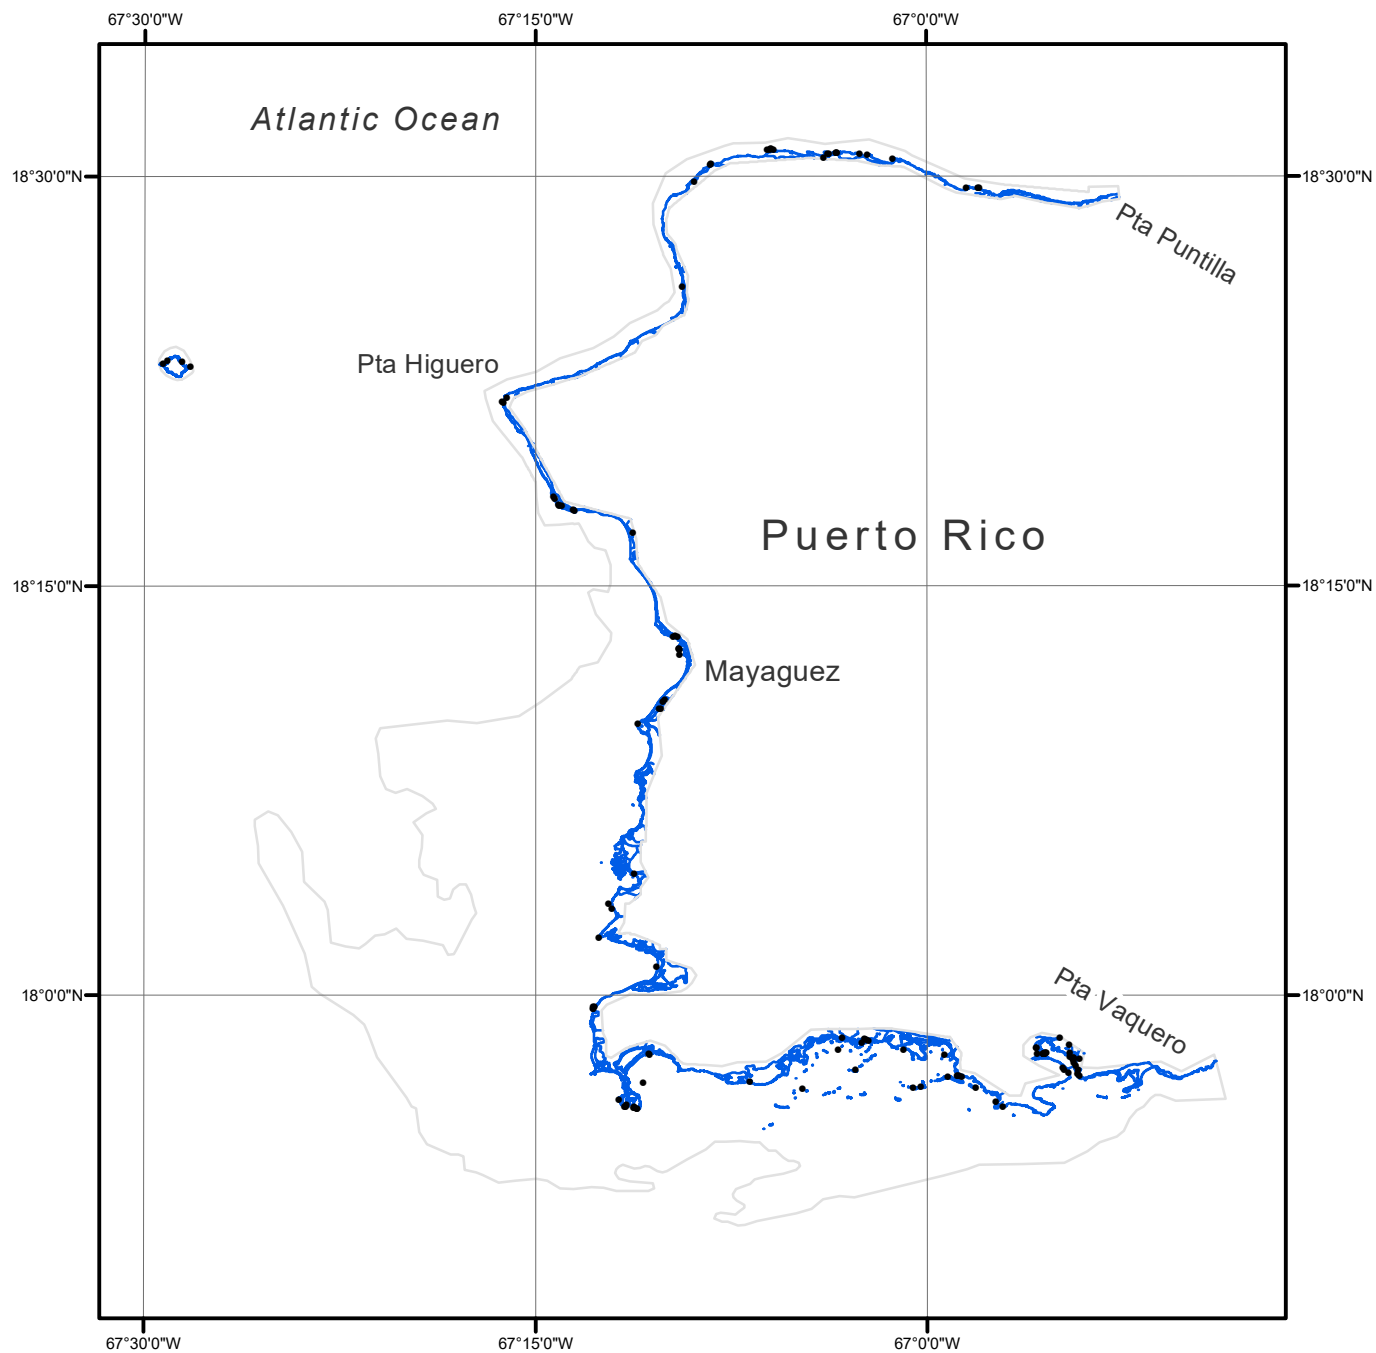 67°30'0"W
67°15'0"W
67°0'0"W
Atlantic Ocean
18°30'0"N
18°30'0"N
Pta Puntilla
Pta Higuero
Puerto Rico
18°15'0"N
18°15'0"N
Mayaguez
Pta Vaquero
18°0'0"N
18°0'0"N
67°30'0"W
67°15'0"W
67°0'0"W